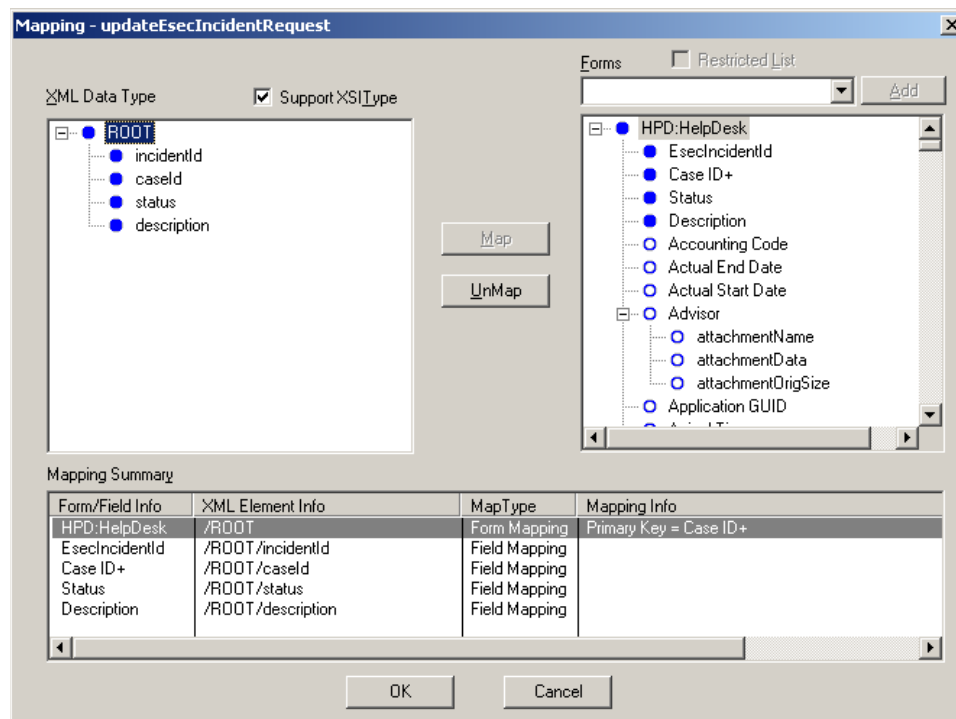 Mapping - updateEsecIncidentRequest
Forms
Restricted List
XML Data Type
Support XSIType
Add
ROOT
incidentId
caseId
status
description
Map
UnMap
HPD:HelpDesk
EsecIncidentId
Case ID+
Status
Description
Accounting Code
Actual End Date
Actual Start Date
Advisor
attachmentName
attachmentData
attachmentOrigSize
Application GUID
Mapping Summary
Form/Field Info XML Element Info MapType Mapping Info
HPD:HelpDesk /ROOT Form Mapping Primary Key = Case ID+
EsecIncidentId /ROOT/incidentId Field Mapping
Case ID+ /ROOT/caseId Field Mapping
Status /ROOT/status Field Mapping
Description /ROOT/description Field Mapping
OK Cancel